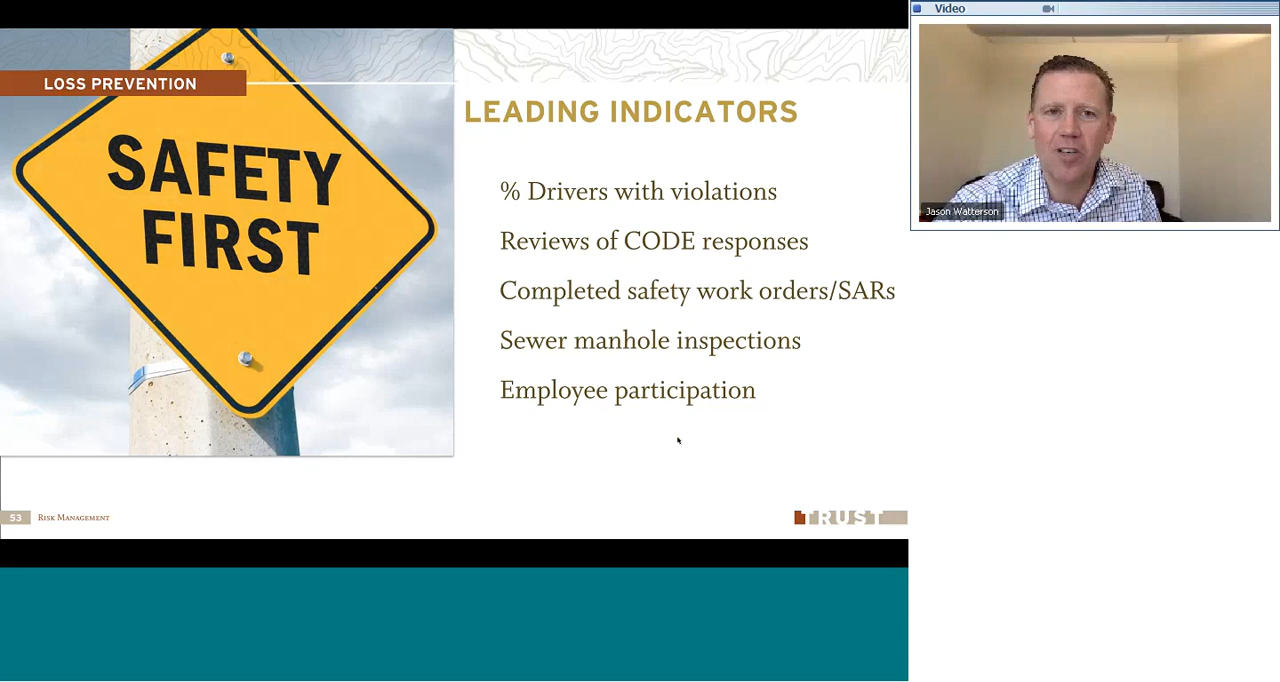 LOSS PREVENTION
SAFETY
FIRST
LEADING INDICATORS
% Drivers with violations
Reviews of CODE responses
Completed safety work orders/SARs
Sewer manhole inspections
Employee participation
53 Risk Management
TRUST
Video
Jason Watterson